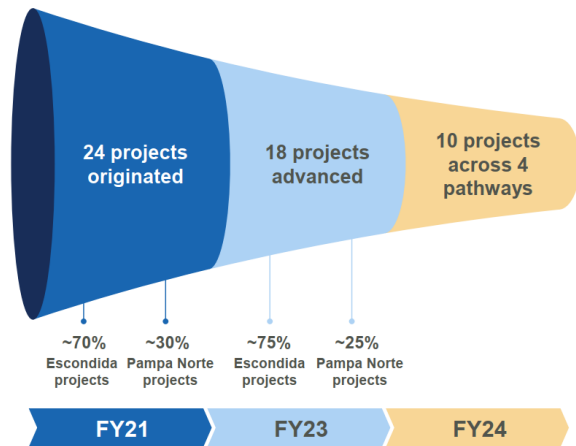 24 projects
originated
18 projects
advanced
10 projects
across 4
pathways
~70%
Escondida
projects
~30%
Pampa Norte
projects
~75%
Escondida
projects
~25%
Pampa Norte
projects
FY21
FY23
FY24